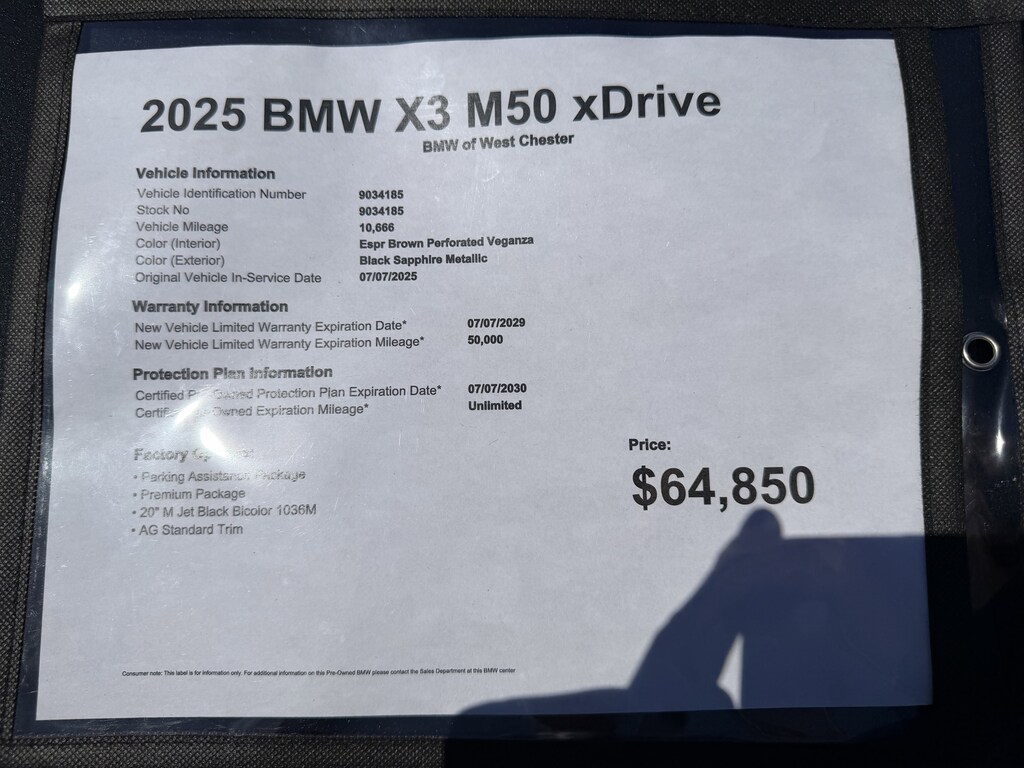 2025 BMW X3 M50 xDrive
BMW of West Chester
Vehicle Information
Vehicle Identification Number 9034185
Stock No 9034185
Vehicle Mileage 10,666
Color (Interior) Espr Brown Perforated Veganza
Color (Exterior) Black Sapphire Metallic
Original Vehicle In-Service Date 07/07/2025
Warranty Information
New Vehicle Limited Warranty Expiration Date* 07/07/2029
New Vehicle Limited Warranty Expiration Mileage* 50,000
Protection Plan Information
Certified Owned Protection Plan Expiration Date* 07/07/2030
Owned Expiration Mileage* Unlimited
Factory
• Parking Assistance Package
• Premium Package
• 20" M Jet Black Bicolor 1036M
• AG Standard Trim
Price:
$64,850
Consumer note: This label is for information only. For additional information on this Pre-Owned BMW please contact the Sales Department at this BMW center